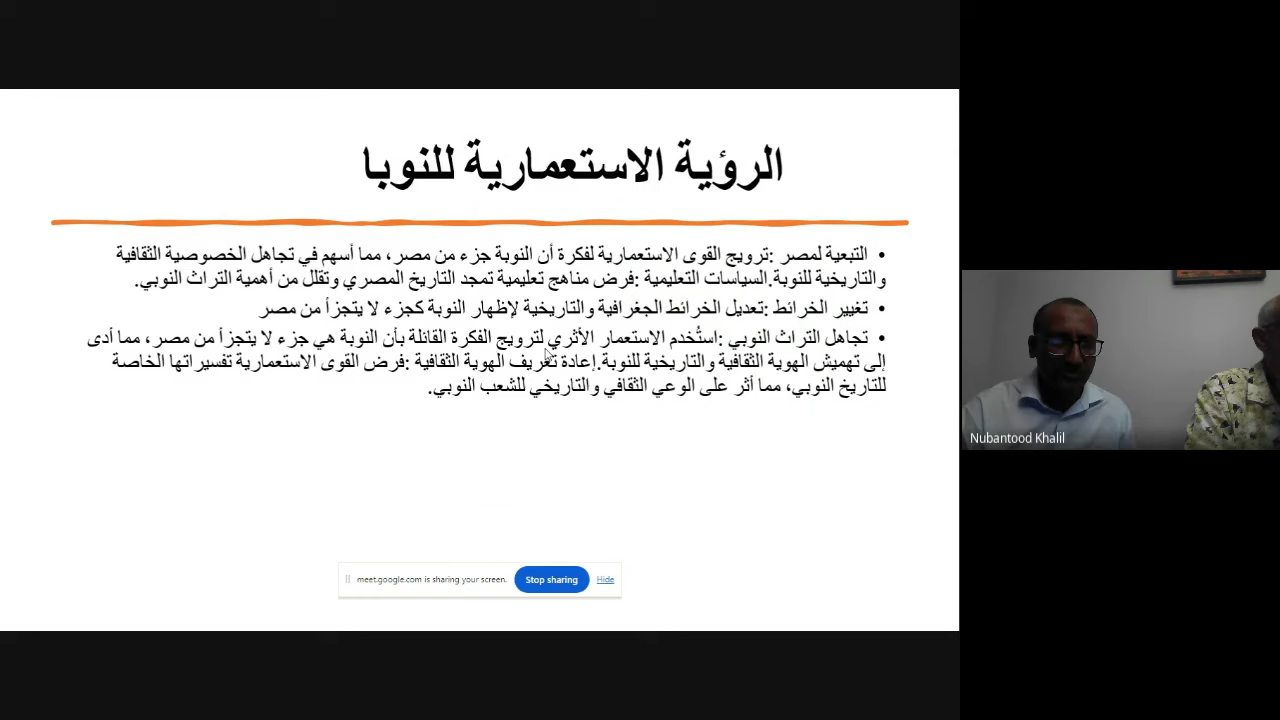 الرؤية الاستعمارية للنوبا
• التبعية لمصر :ترويج القوى الاستعمارية لفكرة أن النوبة جزء من مصر، مما أسهم في تجاهل الخصوصية الثقافية
والتاريخية للنوبة.السياسات التعليمية :فرض مناهج تعليمية تمجد التاريخ المصري وتقلل من أهمية التراث النوبي.
• تغيير الخرائط :تعديل الخرائط الجغرافية والتاريخية لإظهار النوبة كجزء لا يتجزأ من مصر
• تجاهل التراث النوبي :استُخدم الاستعمار الأثري لترويج الفكرة القائلة بأن النوبة هي جزء لا يتجزأ من مصر، مما أدى
إلى تهميش الهوية الثقافية والتاريخية للنوبة.إعادة تعريف الهوية الثقافية :فرض القوى الاستعمارية تفسيراتها الخاصة
للتاريخ النوبي، مما أثر على الوعي الثقافي والتاريخي للشعب النوبي.
meet.google.com is sharing your screen. Stop sharing Hide
Nubantood Khalil